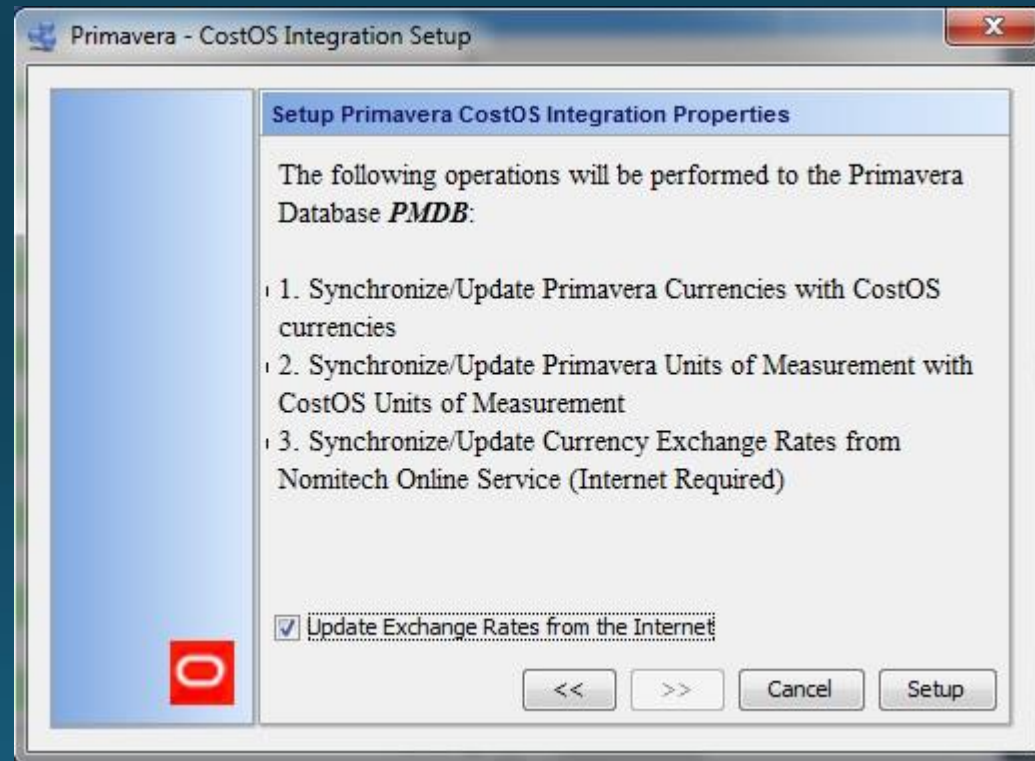 Primavera - CostOS Integration Setup
Setup Primavera CostOS Integration Properties
The following operations will be performed to the Primavera
Database PMDB:
1. Synchronize/Update Primavera Currencies with CostOS
currencies
2. Synchronize/Update Primavera Units of Measurement with
CostOS Units of Measurement
3. Synchronize/Update Currency Exchange Rates from
Nomitech Online Service (Internet Required)
Update Exchange Rates from the Internet
<< >> Cancel Setup